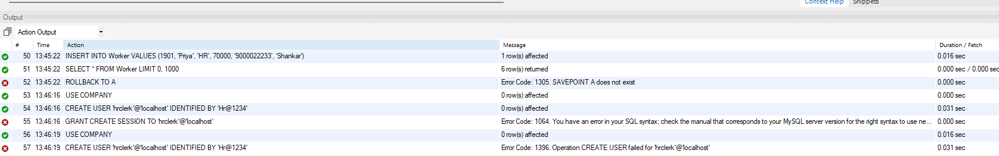 Context Help Snippets
Output
Action Output
# Time Action Message Duration / Fetch
50 13:45:22 INSERT INTO Worker VALUES (1901, 'Priya', 'HR', 70000, '9000022233', 'Shankar') 1 row(s) affected 0.016 sec
51 13:45:22 SELECT * FROM Worker LIMIT 0, 1000 6 row(s) returned 0.000 sec / 0.000 sec
52 13:45:22 ROLLBACK TO A Error Code: 1305. SAVEPOINT A does not exist 0.000 sec
53 13:46:16 USE COMPANY 0 row(s) affected 0.000 sec
54 13:46:16 CREATE USER 'hrclerk'@'localhost' IDENTIFIED BY 'Hr@1234' 0 row(s) affected 0.031 sec
55 13:46:16 GRANT CREATE SESSION TO 'hrclerk'@'localhost' Error Code: 1064. You have an error in your SQL syntax; check the manual that corresponds to your MySQL server version for the right syntax to use ne... 0.000 sec
56 13:46:19 USE COMPANY 0 row(s) affected 0.016 sec
57 13:46:19 CREATE USER 'hrclerk'@'localhost' IDENTIFIED BY 'Hr@1234' Error Code: 1396. Operation CREATE USER failed for 'hrclerk'@'localhost' 0.031 sec